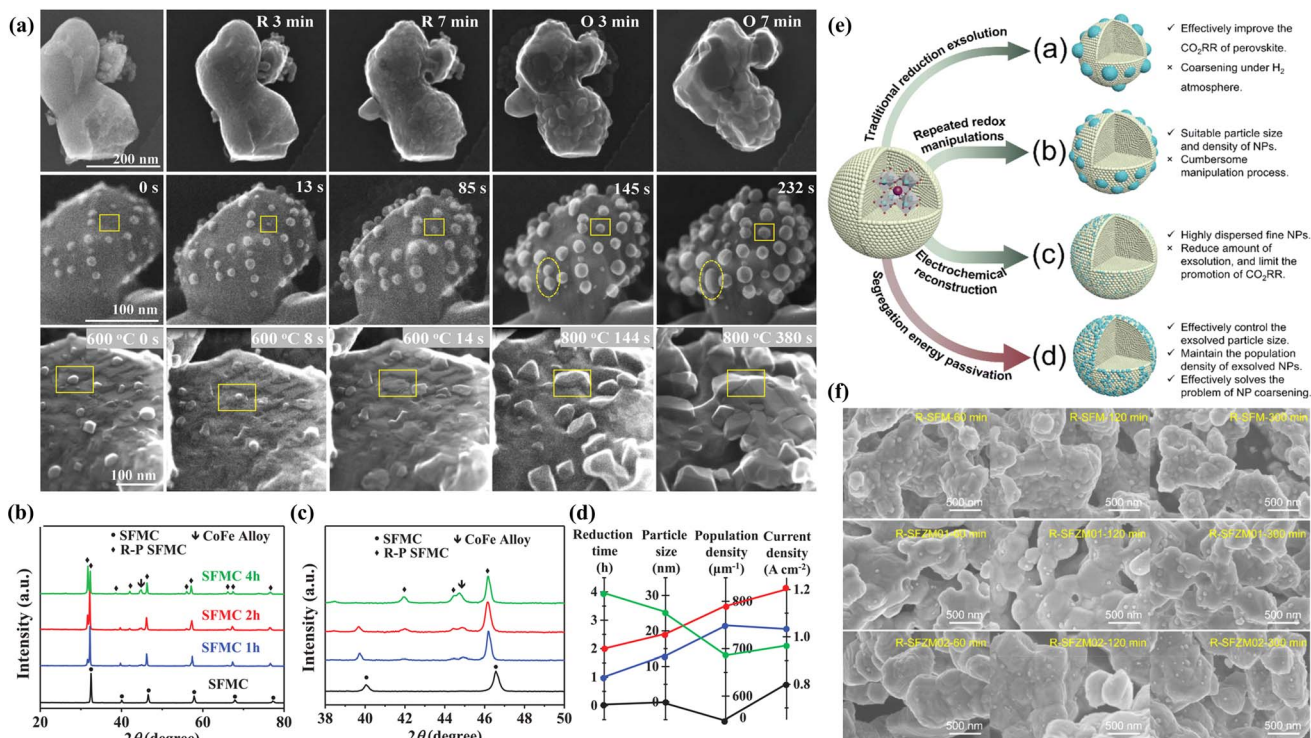 (a)
R 3 min
R 7 min
O 3 min
O 7 min
200 nm
0 s
13 s
85 s
145 s
232 s
100 nm
600 °C 0 s
600 °C 8 s
600 °C 14 s
800 °C 144 s
800 °C 380 s
100 nm
(b)
Intensity (a.u.)
• SFMC
↓ CoFe Alloy
♦ R-P SFMC
SFMC 4h
SFMC 2h
SFMC 1h
SFMC
20 40 60 80
2θ(degree)
(c)
Intensity (a.u.)
• SFMC
↓ CoFe Alloy
♦ R-P SFMC
38 40 42 44 46 48 50
2θ(degree)
(d)
Reduction time (h)
Particle size (nm)
Population density (μm⁻¹)
Current density (A cm⁻²)
4
3
2
1
0
30
20
10
0
800
700
600
0
1.2
1.0
0.8
(e)
Traditional reduction exsolution
Repeated redox
manipulations
Electrochemical
reconstruction
Segregation energy passivation
(a)
✓ Effectively improve the
CO₂RR of perovskite.
× Coarsening under H₂
atmosphere.
(b)
✓ Suitable particle size
and density of NPs.
× Cumbersome
manipulation process.
(c)
✓ Highly dispersed fine NPs.
× Reduce amount of
exsolution, and limit the
promotion of CO₂RR.
(d)
✓ Effectively control the
exsolved particle size.
✓ Maintain the population
density of exsolved NPs.
✓ Effectively solves the
problem of NP coarsening.
(f)
R-SFM-60 min
R-SFM-120 min
R-SFM-300 min
500 nm
500 nm
500 nm
R-SFZM01-60 min
R-SFZM01-120 min
R-SFZM01-300 min
500 nm
500 nm
500 nm
R-SFZM02-60 min
R-SFZM02-120 min
R-SFZM02-300 min
500 nm
500 nm
500 nm